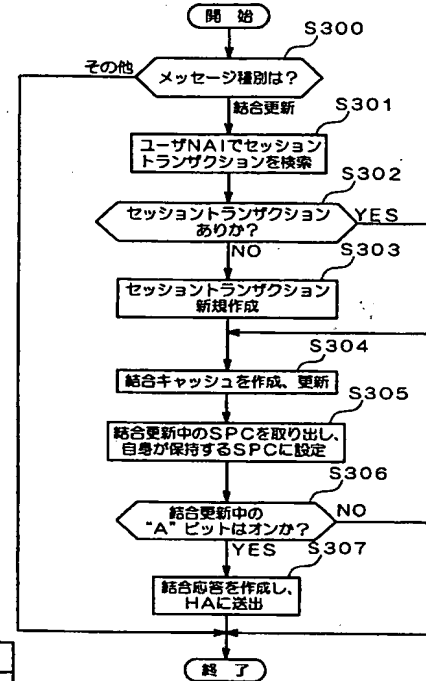 開 始
S300
その他
メッセージ種別は?
結合更新
S301
ユーザNAIでセッション
トランザクションを検索
S302
セッショントランザクション
ありか?
YES
NO
S303
セッショントランザクション
新規作成
S304
結合キャッシュを作成、更新
S305
結合更新中のSPCを取り出し、
自身が保持するSPCに設定
S306
結合更新中の
“A”ビットはオンか?
NO
YES
S307
結合応答を作成し、
HAに送出
終 了